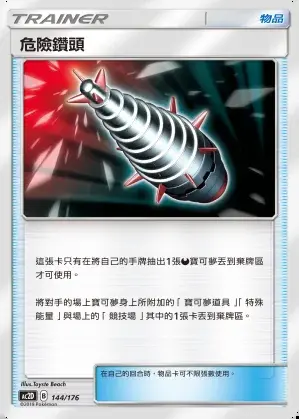 TRAINER 物品
危險鑽頭
這張卡只有在將自己的手牌抽出1張寶可夢丟到棄牌區
才可使用。
將對手的場上寶可夢身上所附加的「寶可夢道具」「特殊
能量」與場上的「競技場」其中的1張卡丟到棄牌區。
在自己的回合時,物品卡可不限張數使用。
Illus.Toyste Beach
AC2D B 144/176
©2018 Pokémon